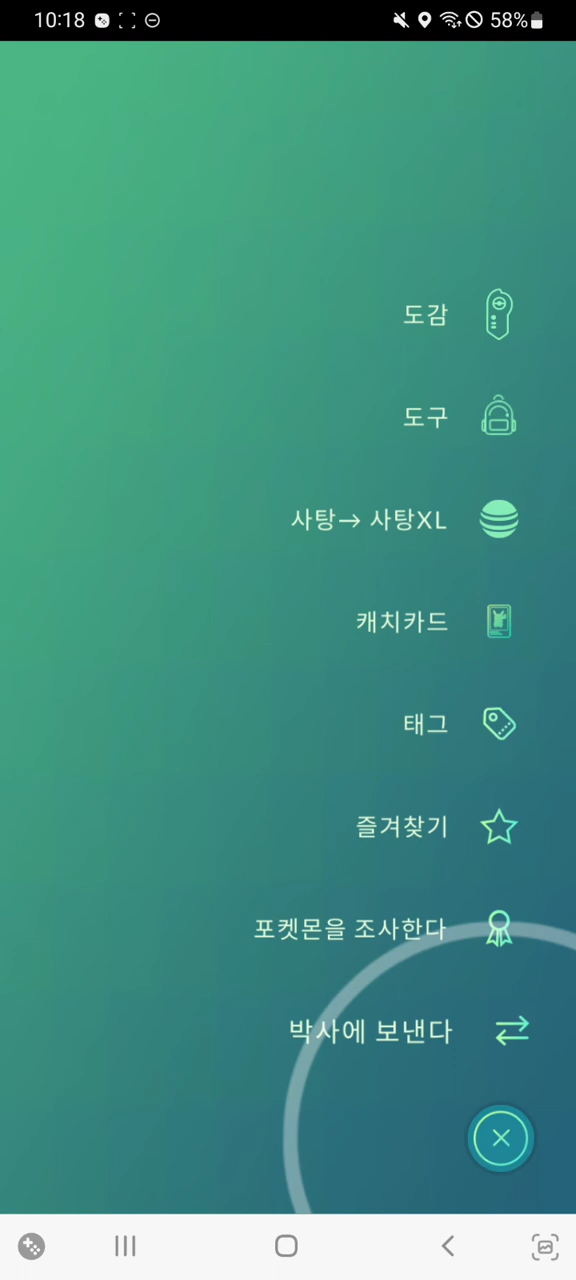 10:18
58%
도감
도구
사탕→ 사탕XL
캐치카드
태그
즐겨찾기
포켓몬을 조사한다
박사에 보낸다